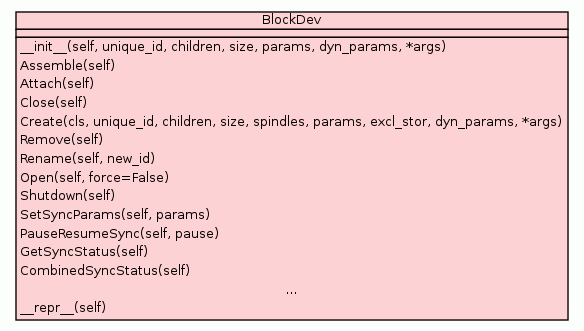 BlockDev
__init__(self, unique_id, children, size, params, dyn_params, *args)
Assemble(self)
Attach(self)
Close(self)
Create(cls, unique_id, children, size, spindles, params, excl_stor, dyn_params, *args)
Remove(self)
Rename(self, new_id)
Open(self, force=False)
Shutdown(self)
SetSyncParams(self, params)
PauseResumeSync(self, pause)
GetSyncStatus(self)
CombinedSyncStatus(self)
...
__repr__(self)